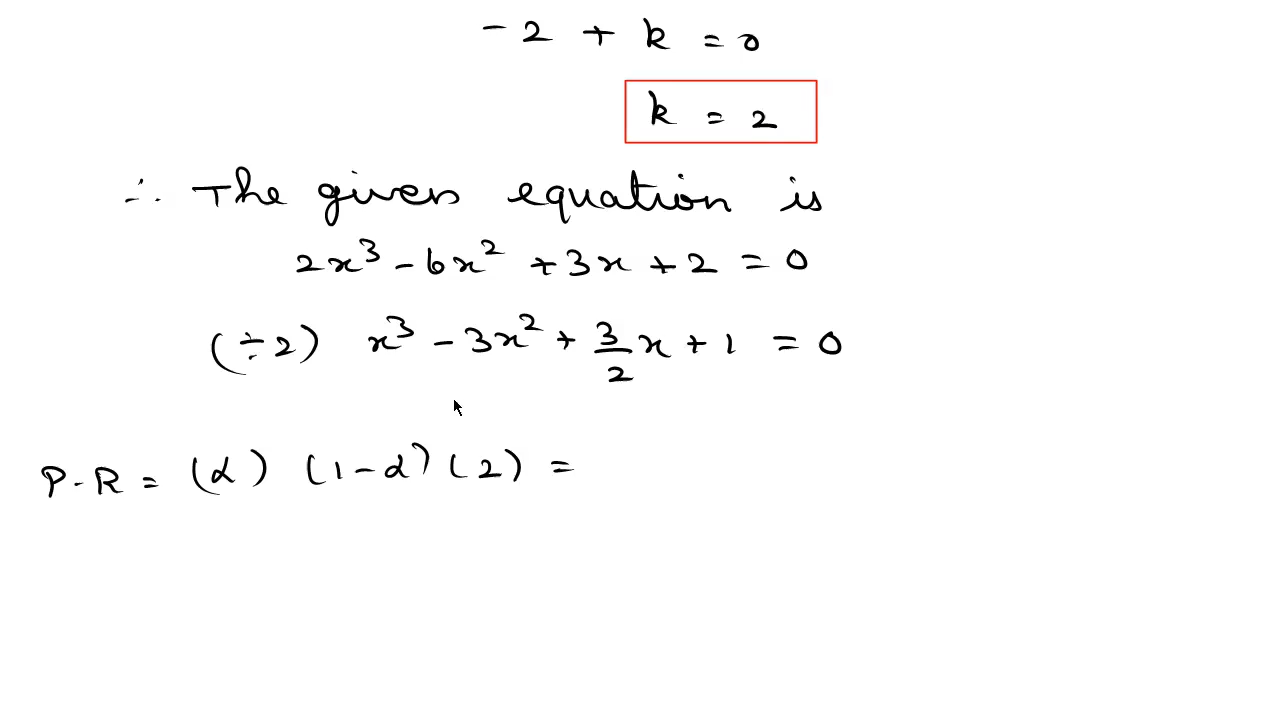 - 2 + k = 0
k = 2
∴ The given equation is
2x³ - 6x² + 3x + 2 = 0
(÷2) x³ - 3x² + 3/2 x + 1 = 0
P.R = (α) (1-α) (2) =